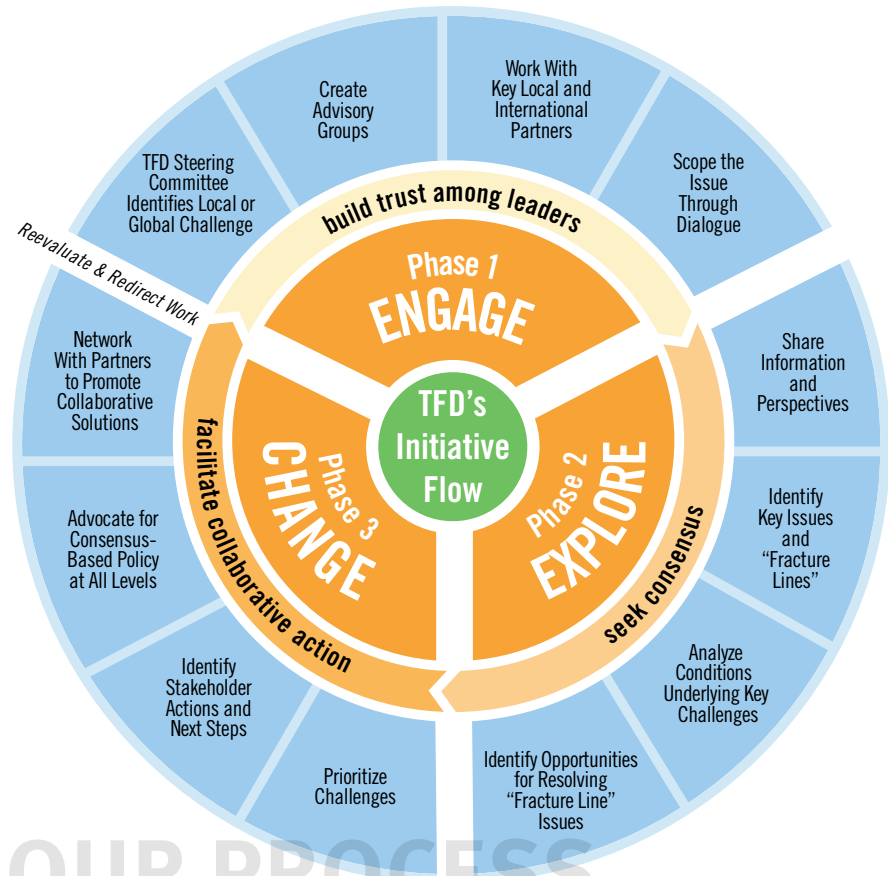 TFD's
Initiative
Flow
Phase 1
ENGAGE
build trust among leaders
TFD Steering
Committee
Identifies Local or
Global Challenge
Create
Advisory
Groups
Work With
Key Local and
International
Partners
Scope the
Issue
Through
Dialogue
Phase 2
EXPLORE
seek consensus
Share
Information
and
Perspectives
Identify
Key Issues
and
“Fracture
Lines”
Analyze
Conditions
Underlying Key
Challenges
Identify Opportunities
for Resolving
“Fracture Line”
Issues
Phase 3
CHANGE
facilitate collaborative action
Prioritize
Challenges
Identify
Stakeholder
Actions and
Next Steps
Advocate for
Consensus-
Based Policy
at All Levels
Network
With Partners
to Promote
Collaborative
Solutions
Reevaluate & Redirect Work
OUR PROCESS